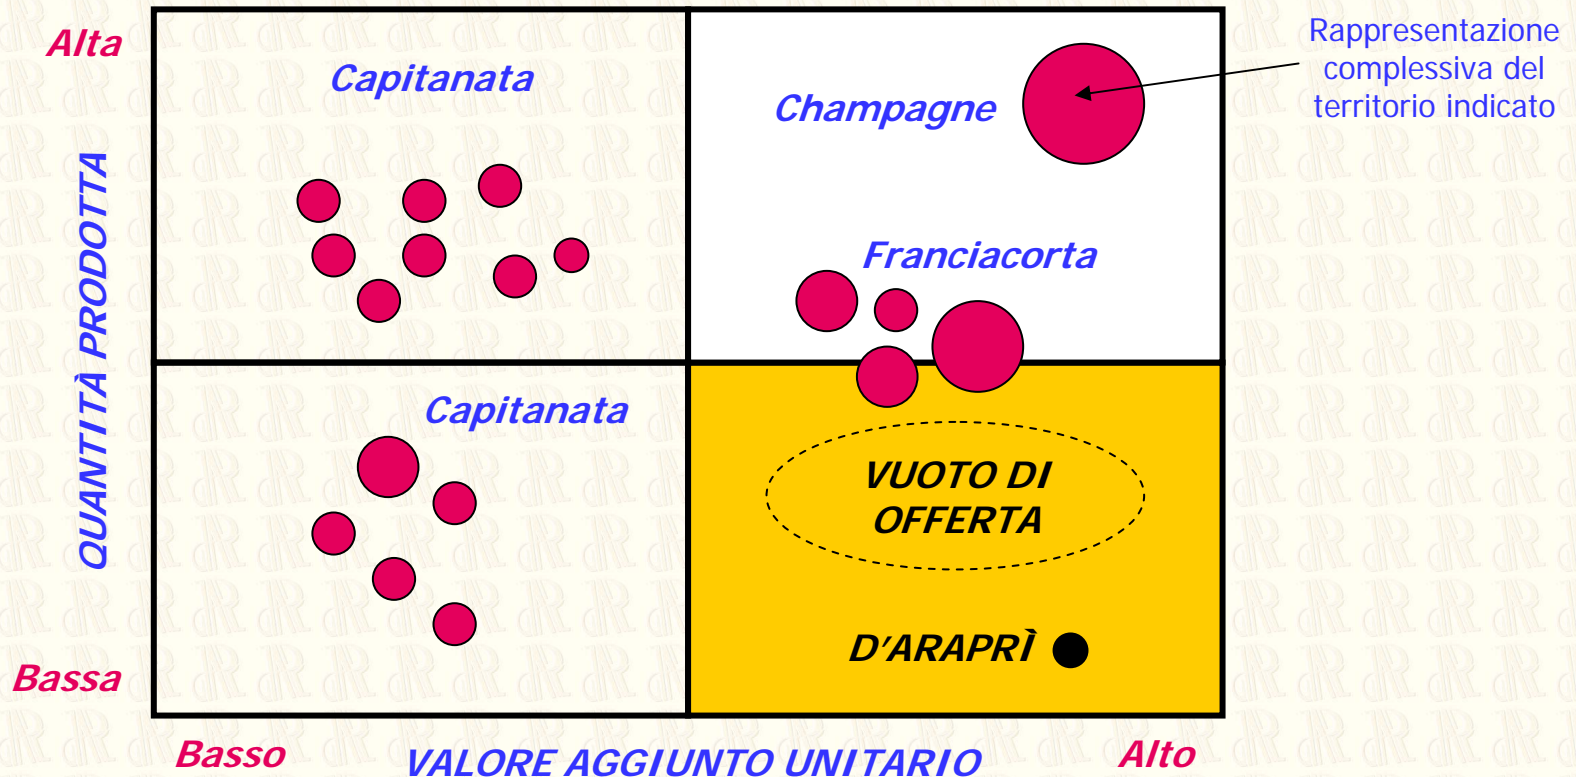 Alta
Capitanata
Champagne
Rappresentazione
complessiva del
territorio indicato
QUANTITÀ PRODOTTA
Franciacorta
Capitanata
VUOTO DI
OFFERTA
D’ARAPRÌ
Bassa
Basso
VALORE AGGIUNTO UNITARIO
Alto